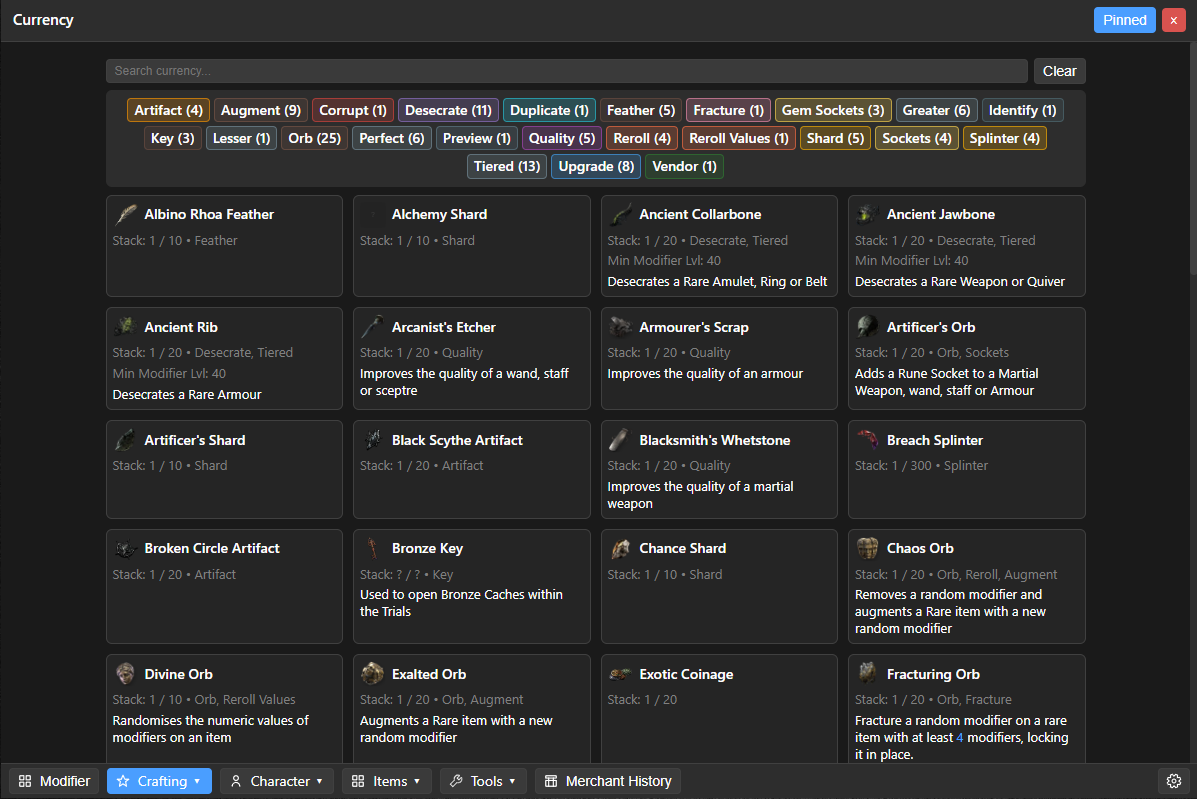 Currency
Pinned
x
Search currency...
Clear
Artifact (4) Augment (9) Corrupt (1) Desecrate (11) Duplicate (1) Feather (5) Fracture (1) Gem Sockets (3) Greater (6) Identify (1)
Key (3) Lesser (1) Orb (25) Perfect (6) Preview (1) Quality (5) Reroll (4) Reroll Values (1) Shard (5) Sockets (4) Splinter (4)
Tiered (13) Upgrade (8) Vendor (1)
Albino Rhoa Feather
Stack: 1 / 10 • Feather
Alchemy Shard
Stack: 1 / 10 • Shard
Ancient Collarbone
Stack: 1 / 20 • Desecrate, Tiered
Min Modifier Lvl: 40
Desecrates a Rare Amulet, Ring or Belt
Ancient Jawbone
Stack: 1 / 20 • Desecrate, Tiered
Min Modifier Lvl: 40
Desecrates a Rare Weapon or Quiver
Ancient Rib
Stack: 1 / 20 • Desecrate, Tiered
Min Modifier Lvl: 40
Desecrates a Rare Armour
Arcanist's Etcher
Stack: 1 / 20 • Quality
Improves the quality of a wand, staff
or sceptre
Armourer's Scrap
Stack: 1 / 20 • Quality
Improves the quality of an armour
Artificer's Orb
Stack: 1 / 20 • Orb, Sockets
Adds a Rune Socket to a Martial
Weapon, wand, staff or Armour
Artificer's Shard
Stack: 1 / 10 • Shard
Black Scythe Artifact
Stack: 1 / 20 • Artifact
Blacksmith's Whetstone
Stack: 1 / 20 • Quality
Improves the quality of a martial
weapon
Breach Splinter
Stack: 1 / 300 • Splinter
Broken Circle Artifact
Stack: 1 / 20 • Artifact
Bronze Key
Stack: ? / ? • Key
Used to open Bronze Caches within
the Trials
Chance Shard
Stack: 1 / 10 • Shard
Chaos Orb
Stack: 1 / 20 • Orb, Reroll, Augment
Removes a random modifier and
augments a Rare item with a new
random modifier
Divine Orb
Stack: 1 / 10 • Orb, Reroll Values
Randomises the numeric values of
modifiers on an item
Exalted Orb
Stack: 1 / 20 • Orb, Augment
Augments a Rare item with a new
random modifier
Exotic Coinage
Stack: 1 / 20
Fracturing Orb
Stack: 1 / 20 • Orb, Fracture
Fracture a random modifier on a rare
item with at least 4 modifiers, locking
it in place.
Modifier
Crafting
Character
Items
Tools
Merchant History